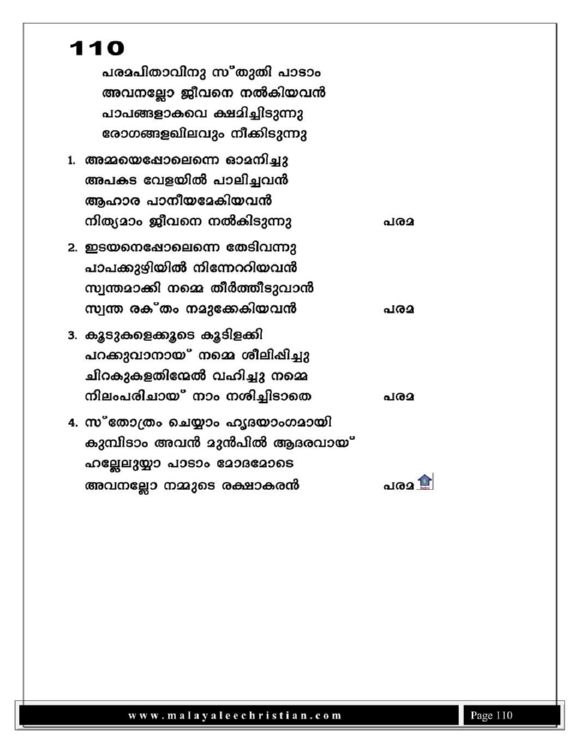 110
പരമപിതാവിനു സ്തുതി പാടാം
അവനല്ലോ ജീവനെ നൽകിയവൻ
പാപങ്ങളാകവെ ക്ഷമിച്ചിടുന്നു
രോഗങ്ങളഖിലവും നീക്കിടുന്നു
1. അമ്മയെപ്പോലെന്നെ ഓമനിച്ചു
അപകട വേളയിൽ പാലിച്ചവൻ
ആഹാര പാനീയമേകിയവൻ
നിത്യമാം ജീവനെ നൽകിടുന്നു പരമ
2. ഇടയനെപ്പോലെന്നെ തേടിവന്നു
പാപക്കുഴിയിൽ നിന്നേററിയവൻ
സ്വന്തമാക്കി നമ്മെ തീർത്തീടുവാൻ
സ്വന്ത രക്തം നമുക്കേകിയവൻ പരമ
3. കൂടുകളെക്കൂടെ കൂടിളക്കി
പറക്കുവാനായ് നമ്മെ ശീലിപ്പിച്ചു
ചിറകുകളതിന്മേൽ വഹിച്ചു നമ്മെ
നിലംപരിചായ് നാം നശിച്ചിടാതെ പരമ
4. സ്തോത്രം ചെയ്യാം ഹൃദയാംഗമായി
കുമ്പിടാം അവൻ മുൻപിൽ ആദരവായ്
ഹല്ലേലുയ്യാ പാടാം മോദമോടെ
അവനല്ലോ നമ്മുടെ രക്ഷാകരൻ പരമ
www.malayaleechristian.com Page 110